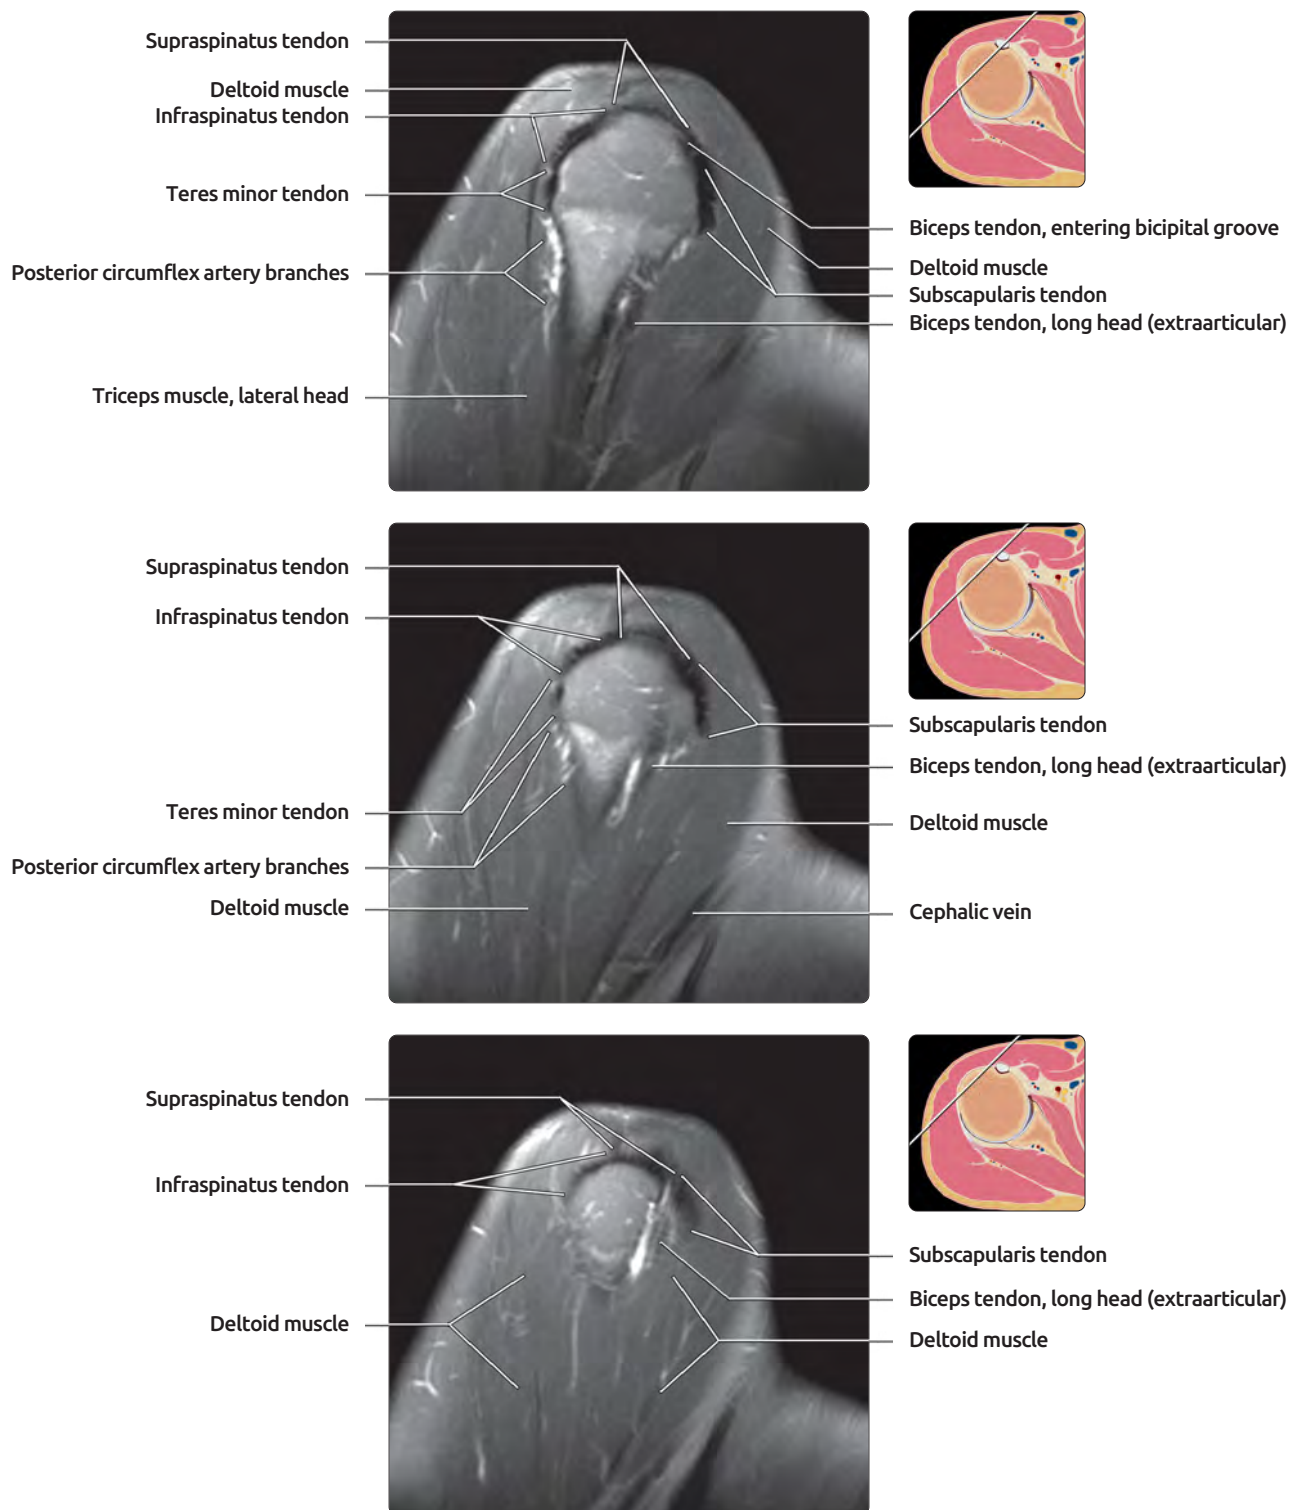 Supraspinatus tendon
Deltoid muscle
Infraspinatus tendon
Teres minor tendon
Posterior circumflex artery branches
Triceps muscle, lateral head
Biceps tendon, entering bicipital groove
Deltoid muscle
Subscapularis tendon
Biceps tendon, long head (extraarticular)
Supraspinatus tendon
Infraspinatus tendon
Teres minor tendon
Posterior circumflex artery branches
Deltoid muscle
Subscapularis tendon
Biceps tendon, long head (extraarticular)
Deltoid muscle
Cephalic vein
Supraspinatus tendon
Infraspinatus tendon
Deltoid muscle
Subscapularis tendon
Biceps tendon, long head (extraarticular)
Deltoid muscle